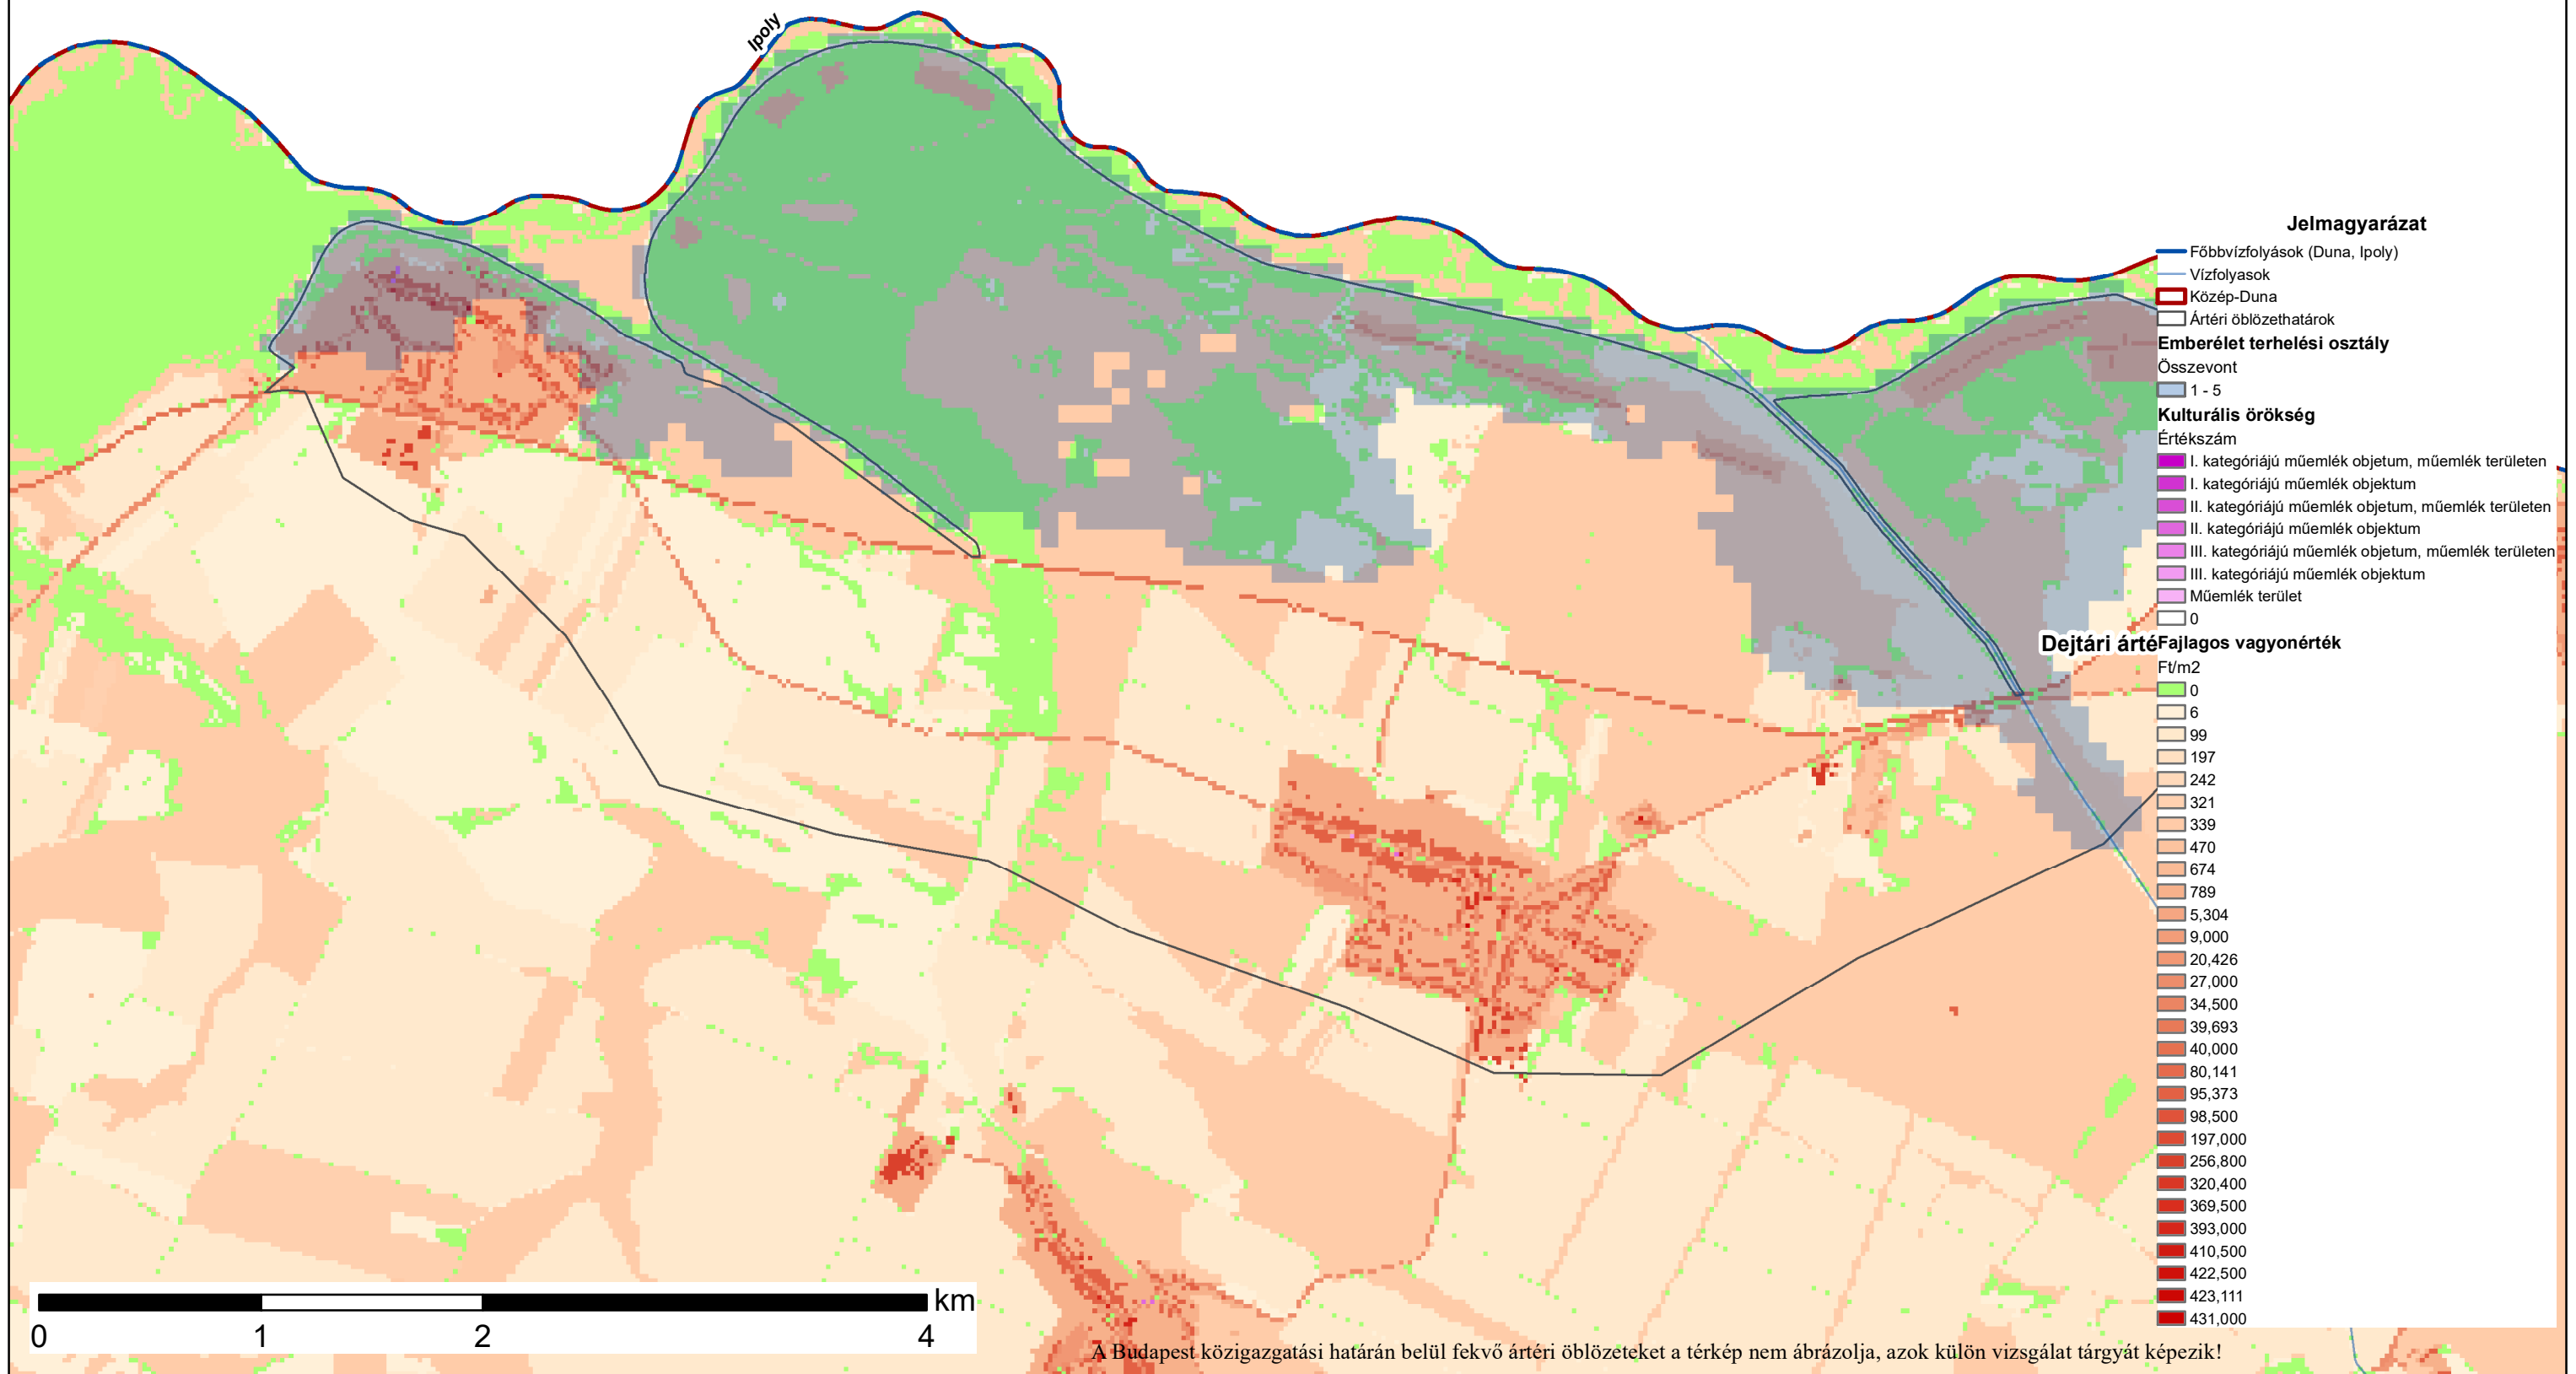 Ipoly
Jelmagyarázat
Főbbvízfolyások (Duna, Ipoly)
Vízfolyasok
Közép-Duna
Ártéri öblözethatárok
Emberélet terhelési osztály
Összevont
1 - 5
Kulturális örökség
Értékszám
I. kategóriájú műemlék objetum, műemlék területen
I. kategóriájú műemlék objektum
II. kategóriájú műemlék objetum, műemlék területen
II. kategóriájú műemlék objektum
III. kategóriájú műemlék objetum, műemlék területen
III. kategóriájú műemlék objektum
Műemlék terület
0
Dejtári árté
Fajlagos vagyonérték
Ft/m2
0
6
99
197
242
321
339
470
674
789
5,304
9,000
20,426
27,000
34,500
39,693
40,000
80,141
95,373
98,500
197,000
256,800
320,400
369,500
393,000
410,500
422,500
423,111
431,000
km
0 1 2 4
A Budapest közigazgatási határán belül fekvő ártéri öblözeteket a térkép nem ábrázolja, azok külön vizsgálat tárgyát képezik!